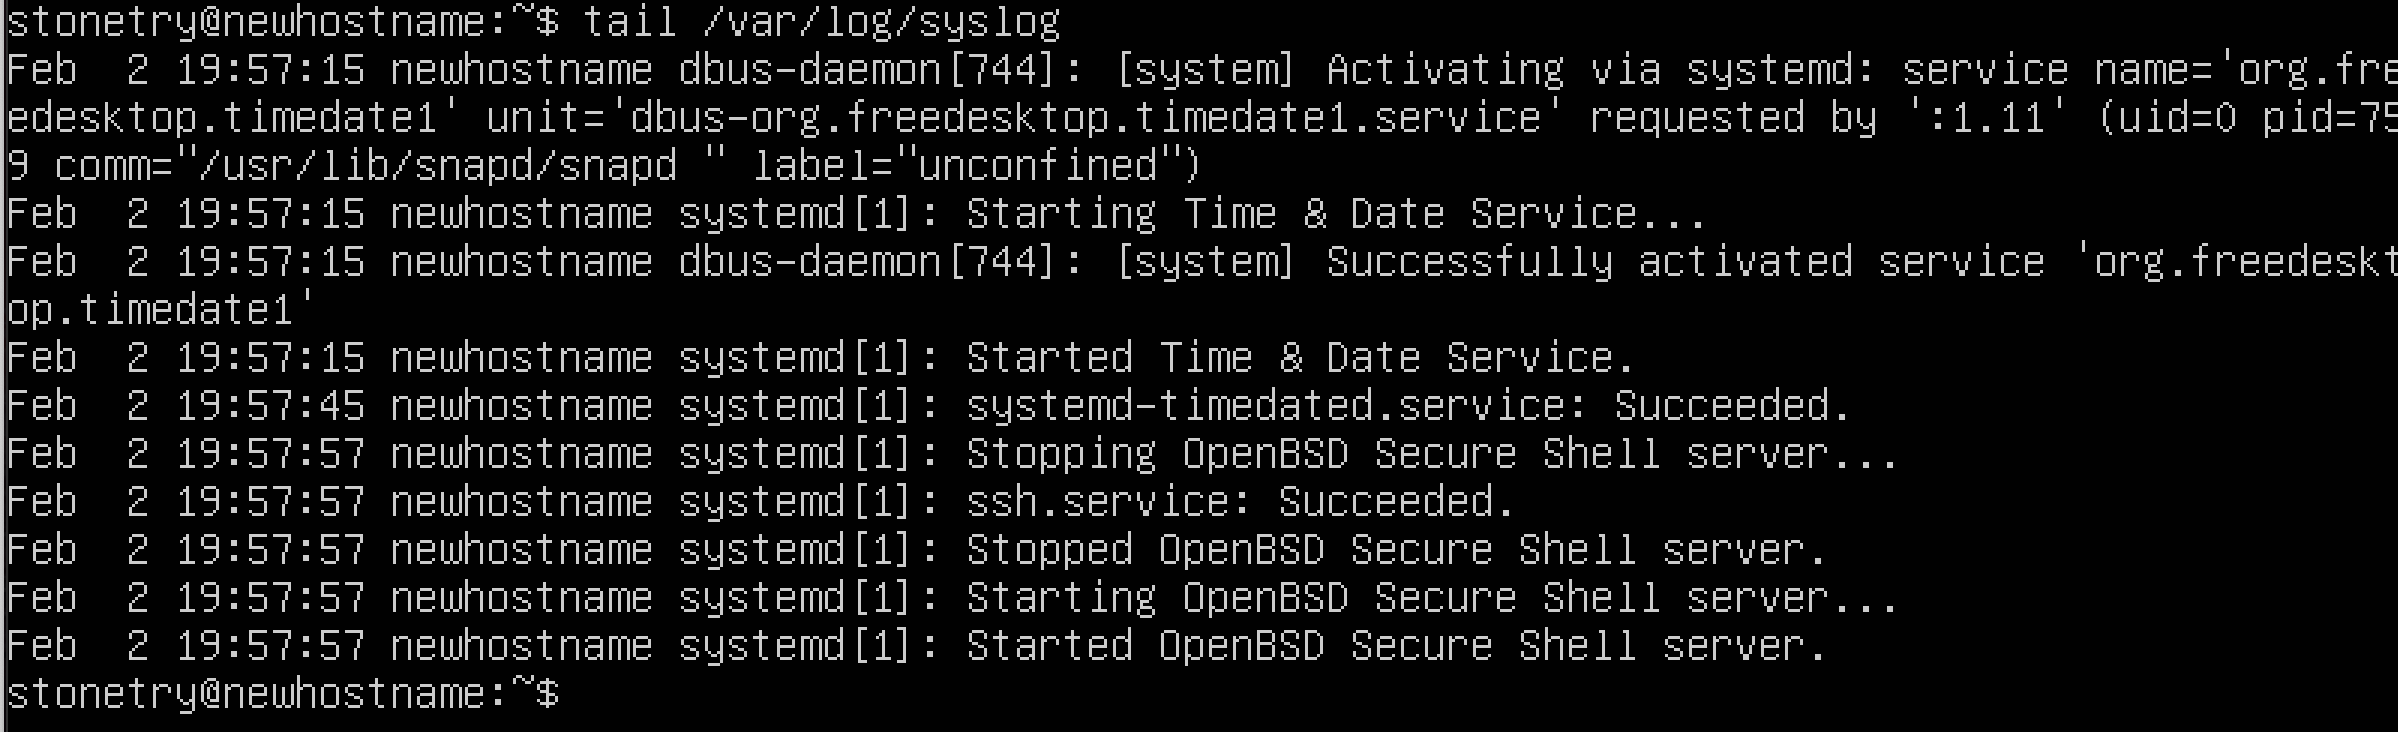 stonetry@newhostname:~$ tail /var/log/syslog
Feb  2 19:57:15 newhostname dbus-daemon[744]: [system] Activating via systemd: service name='org.fre
edesktop.timedate1' unit='dbus-org.freedesktop.timedate1.service' requested by ':1.11' (uid=0 pid=75
9 comm="/usr/lib/snapd/snapd " label="unconfined")
Feb  2 19:57:15 newhostname systemd[1]: Starting Time & Date Service...
Feb  2 19:57:15 newhostname dbus-daemon[744]: [system] Successfully activated service 'org.freedeskt
op.timedate1'
Feb  2 19:57:15 newhostname systemd[1]: Started Time & Date Service.
Feb  2 19:57:45 newhostname systemd[1]: systemd-timedated.service: Succeeded.
Feb  2 19:57:57 newhostname systemd[1]: Stopping OpenBSD Secure Shell server...
Feb  2 19:57:57 newhostname systemd[1]: ssh.service: Succeeded.
Feb  2 19:57:57 newhostname systemd[1]: Stopped OpenBSD Secure Shell server.
Feb  2 19:57:57 newhostname systemd[1]: Starting OpenBSD Secure Shell server...
Feb  2 19:57:57 newhostname systemd[1]: Started OpenBSD Secure Shell server.
stonetry@newhostname:~$